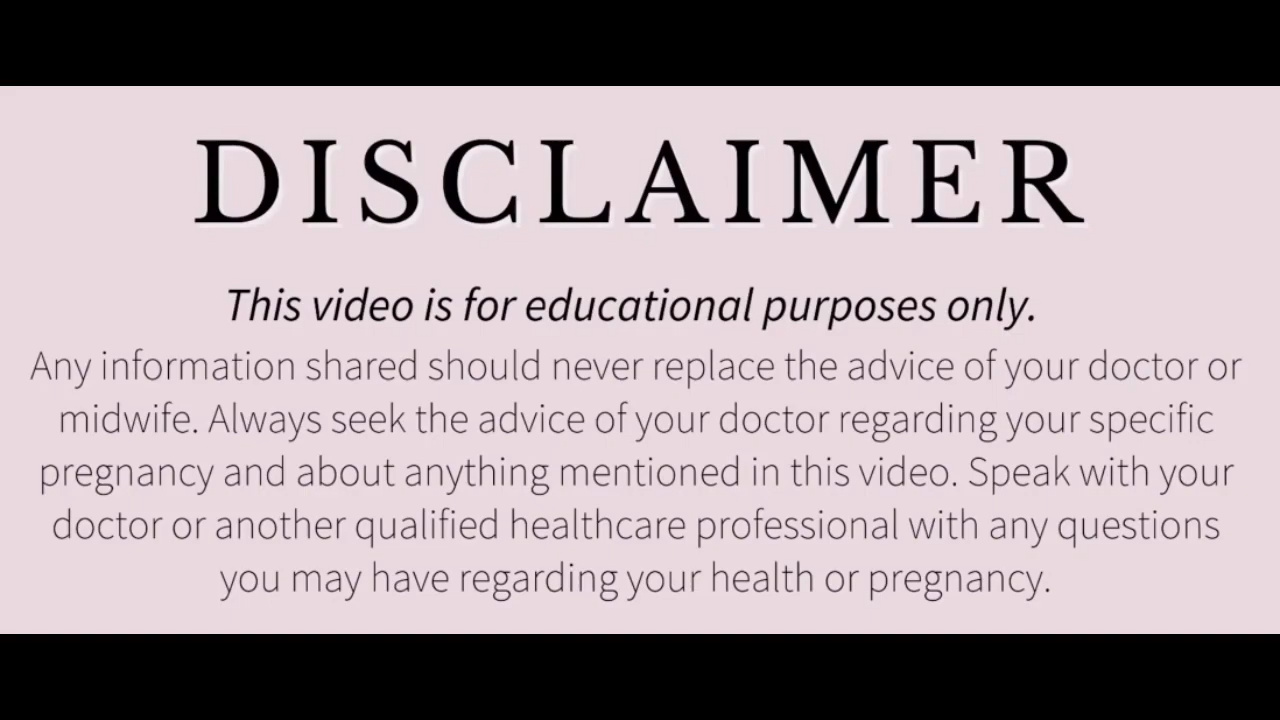 DISCLAIMER
This video is for educational purposes only.
Any information shared should never replace the advice of your doctor or
midwife. Always seek the advice of your doctor regarding your specific
pregnancy and about anything mentioned in this video. Speak with your
doctor or another qualified healthcare professional with any questions
you may have regarding your health or pregnancy.